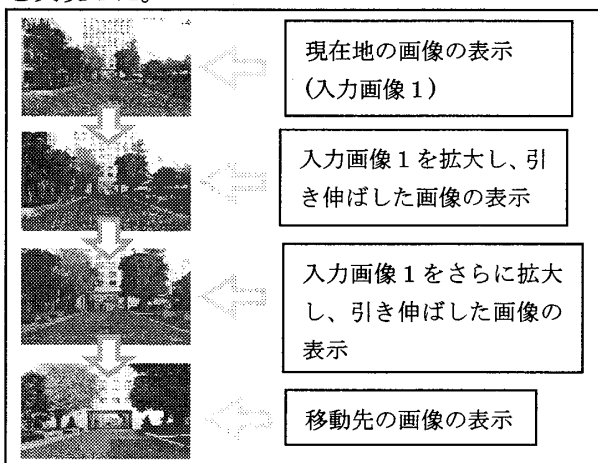 現在地の画像の表示
(入力画像1)
入力画像1を拡大し、引
き伸ばした画像の表示
入力画像1をさらに拡大
し、引き伸ばした画像の
表示
移動先の画像の表示